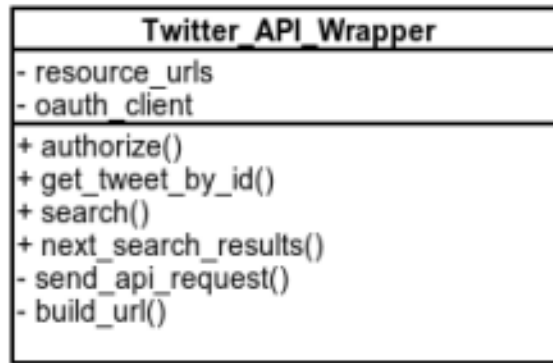 Twitter_API_Wrapper
- resource_urls
- oauth_client
+ authorize()
+ get_tweet_by_id()
+ search()
+ next_search_results()
- send_api_request()
- build_url()